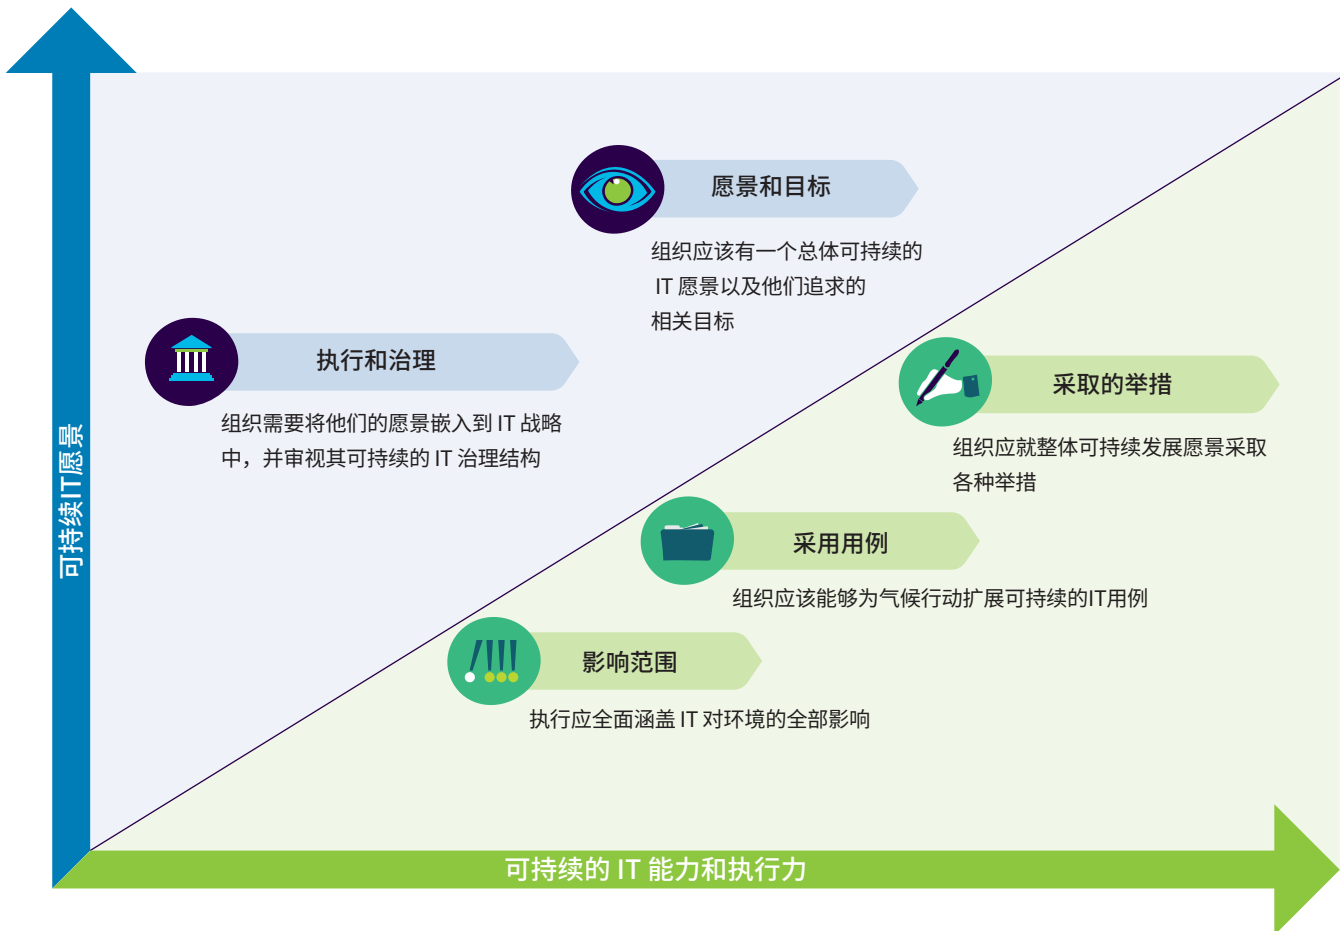 愿景和目标
组织应该有一个总体可持续的
IT 愿景以及他们追求的
相关目标
执行和治理
组织需要将他们的愿景嵌入到 IT 战略
中，并审视其可持续的 IT 治理结构
采取的举措
组织应就整体可持续发展愿景采取
各种举措
采用用例
组织应该能够为气候行动扩展可持续的IT用例
影响范围
执行应全面涵盖 IT 对环境的全部影响
可持续IT愿景
可持续的 IT 能力和执行力